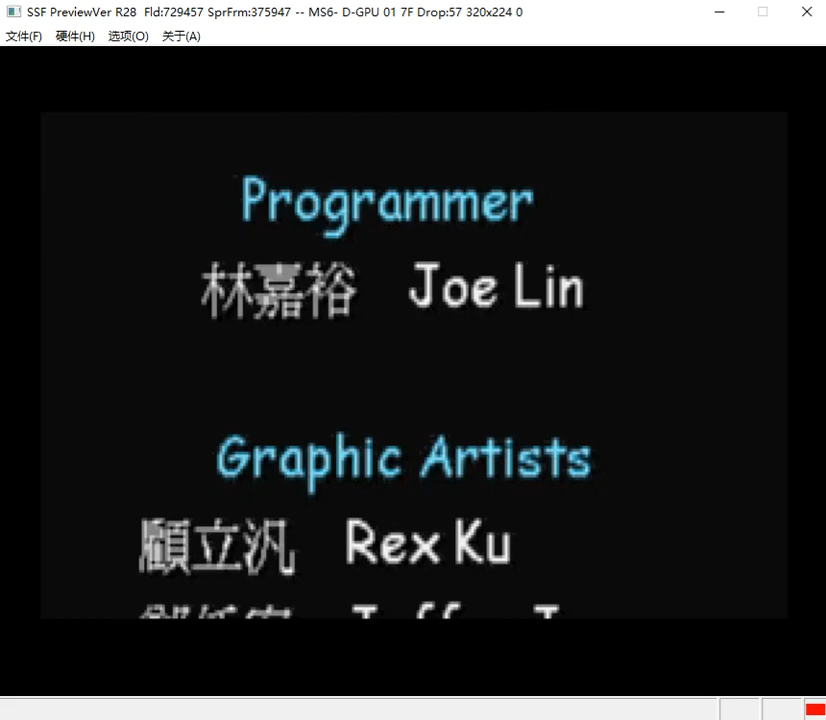 SSF PreviewVer R28 Fld:729457 SprFrm:375947 -- MS6- D-GPU 01 7F Drop:57 320x224 0
文件(F) 硬件(H) 选项(O) 关于(A)
Programmer
林嘉裕 Joe Lin
Graphic Artists
顧立汎 Rex Ku